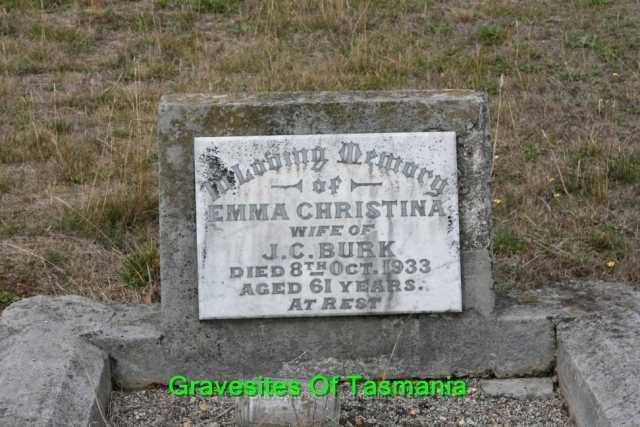 In Loving Memory
of
EMMA CHRISTINA
WIFE OF
J.C. BURK
DIED 8TH OCT. 1933
AGED 61 YEARS.
AT REST
Gravesites Of Tasmania